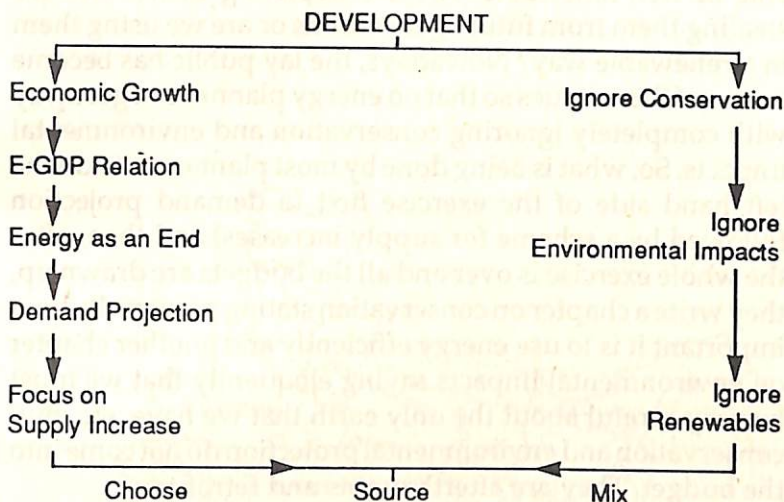 DEVELOPMENT
Economic Growth
E-GDP Relation
Energy as an End
Demand Projection
Focus on
Supply Increase
Ignore Conservation
Ignore
Environmental Impacts
Ignore
Renewables
Choose Source Mix